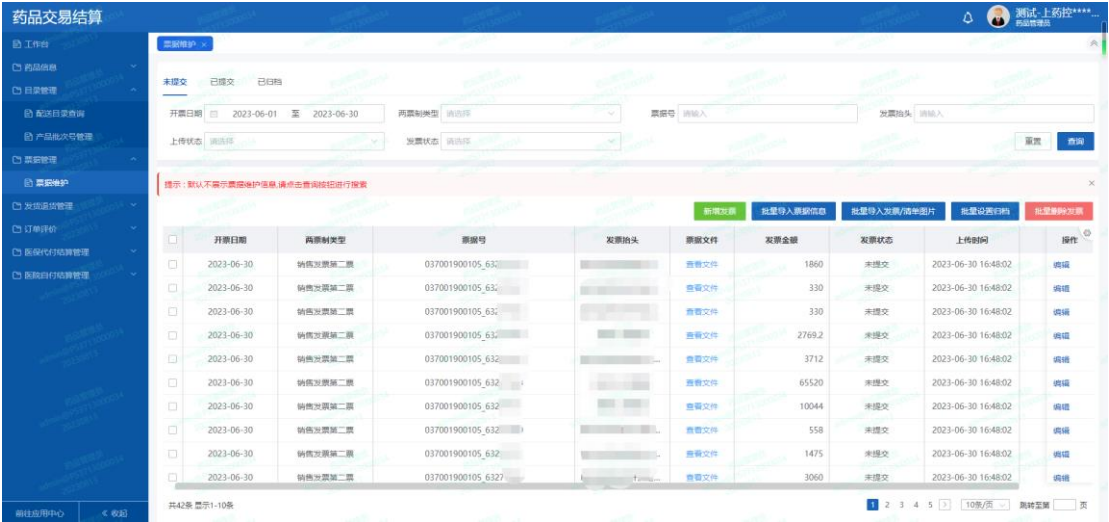 药品交易结算
测试-上药控****...
药品管理员
工作台
药品信息
目录管理
配送目录查询
产品批次号管理
票据管理
票据维护
发货退货管理
订单评价
医保代付结算管理
医院自付结算管理
前往应用中心 《 收起
票据维护 ×
未提交 已提交 已归档
开票日期 2023-06-01 至 2023-06-30 两票制类型 请选择 票据号 请输入 发票抬头 请输入
上传状态 请选择 发票状态 请选择 重置 查询
提示：默认不展示票据维护信息,请点击查询按钮进行搜索 ×
新增发票 批量导入票据信息 批量导入发票/清单图片 批量设置归档 批量删除发票
开票日期 两票制类型 票据号 发票抬头 票据文件 发票金额 发票状态 上传时间 操作
2023-06-30 销售发票第二票 037001900105_632 查看文件 1860 未提交 2023-06-30 16:48:02 编辑
2023-06-30 销售发票第二票 037001900105_632 查看文件 330 未提交 2023-06-30 16:48:02 编辑
2023-06-30 销售发票第二票 037001900105_632 查看文件 330 未提交 2023-06-30 16:48:02 编辑
2023-06-30 销售发票第二票 037001900105_632 查看文件 2769.2 未提交 2023-06-30 16:48:02 编辑
2023-06-30 销售发票第二票 037001900105_632 查看文件 3712 未提交 2023-06-30 16:48:02 编辑
2023-06-30 销售发票第二票 037001900105_632 查看文件 65520 未提交 2023-06-30 16:48:02 编辑
2023-06-30 销售发票第二票 037001900105_632 查看文件 10044 未提交 2023-06-30 16:48:02 编辑
2023-06-30 销售发票第二票 037001900105_632 查看文件 558 未提交 2023-06-30 16:48:02 编辑
2023-06-30 销售发票第二票 037001900105_632 查看文件 1475 未提交 2023-06-30 16:48:02 编辑
2023-06-30 销售发票第二票 037001900105_6327 查看文件 3060 未提交 2023-06-30 16:48:02 编辑
共42条 显示1-10条 1 2 3 4 5 > 10条/页 跳转至第 页